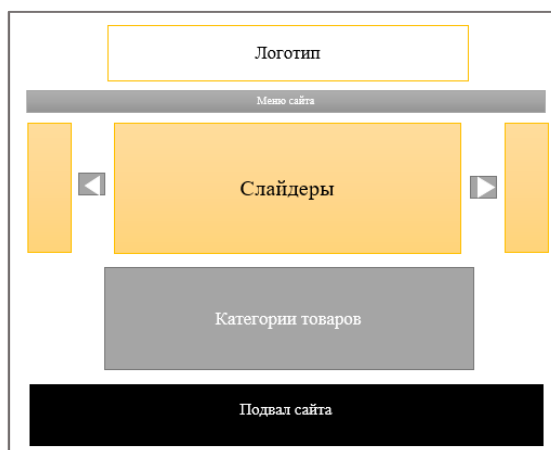 Логотип
Меню сайта
Слайдеры
Категории товаров
Подвал сайта